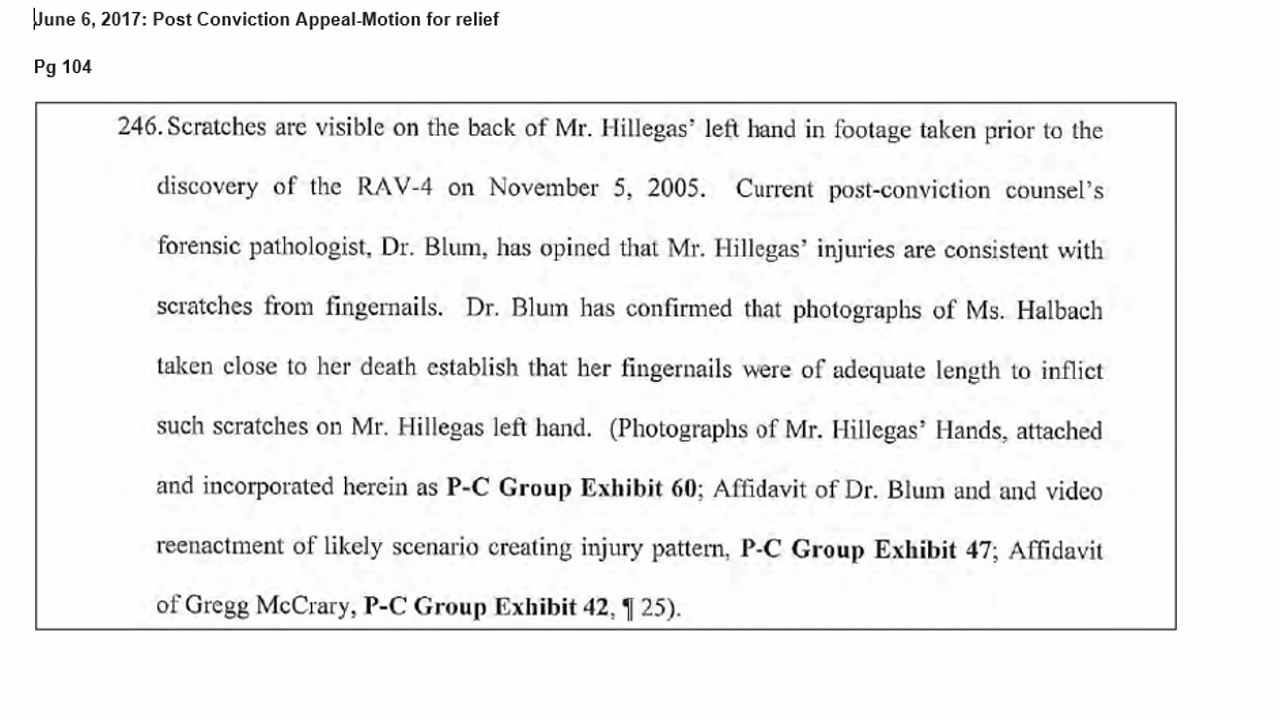 June 6, 2017: Post Conviction Appeal-Motion for relief
Pg 104
246. Scratches are visible on the back of Mr. Hillegas' left hand in footage taken prior to the
discovery of the RAV-4 on November 5, 2005. Current post-conviction counsel's
forensic pathologist, Dr. Blum, has opined that Mr. Hillegas' injuries are consistent with
scratches from fingernails. Dr. Blum has confirmed that photographs of Ms. Halbach
taken close to her death establish that her fingernails were of adequate length to inflict
such scratches on Mr. Hillegas left hand. (Photographs of Mr. Hillegas' Hands, attached
and incorporated herein as P-C Group Exhibit 60; Affidavit of Dr. Blum and and video
reenactment of likely scenario creating injury pattern, P-C Group Exhibit 47; Affidavit
of Gregg McCrary, P-C Group Exhibit 42, ¶ 25).